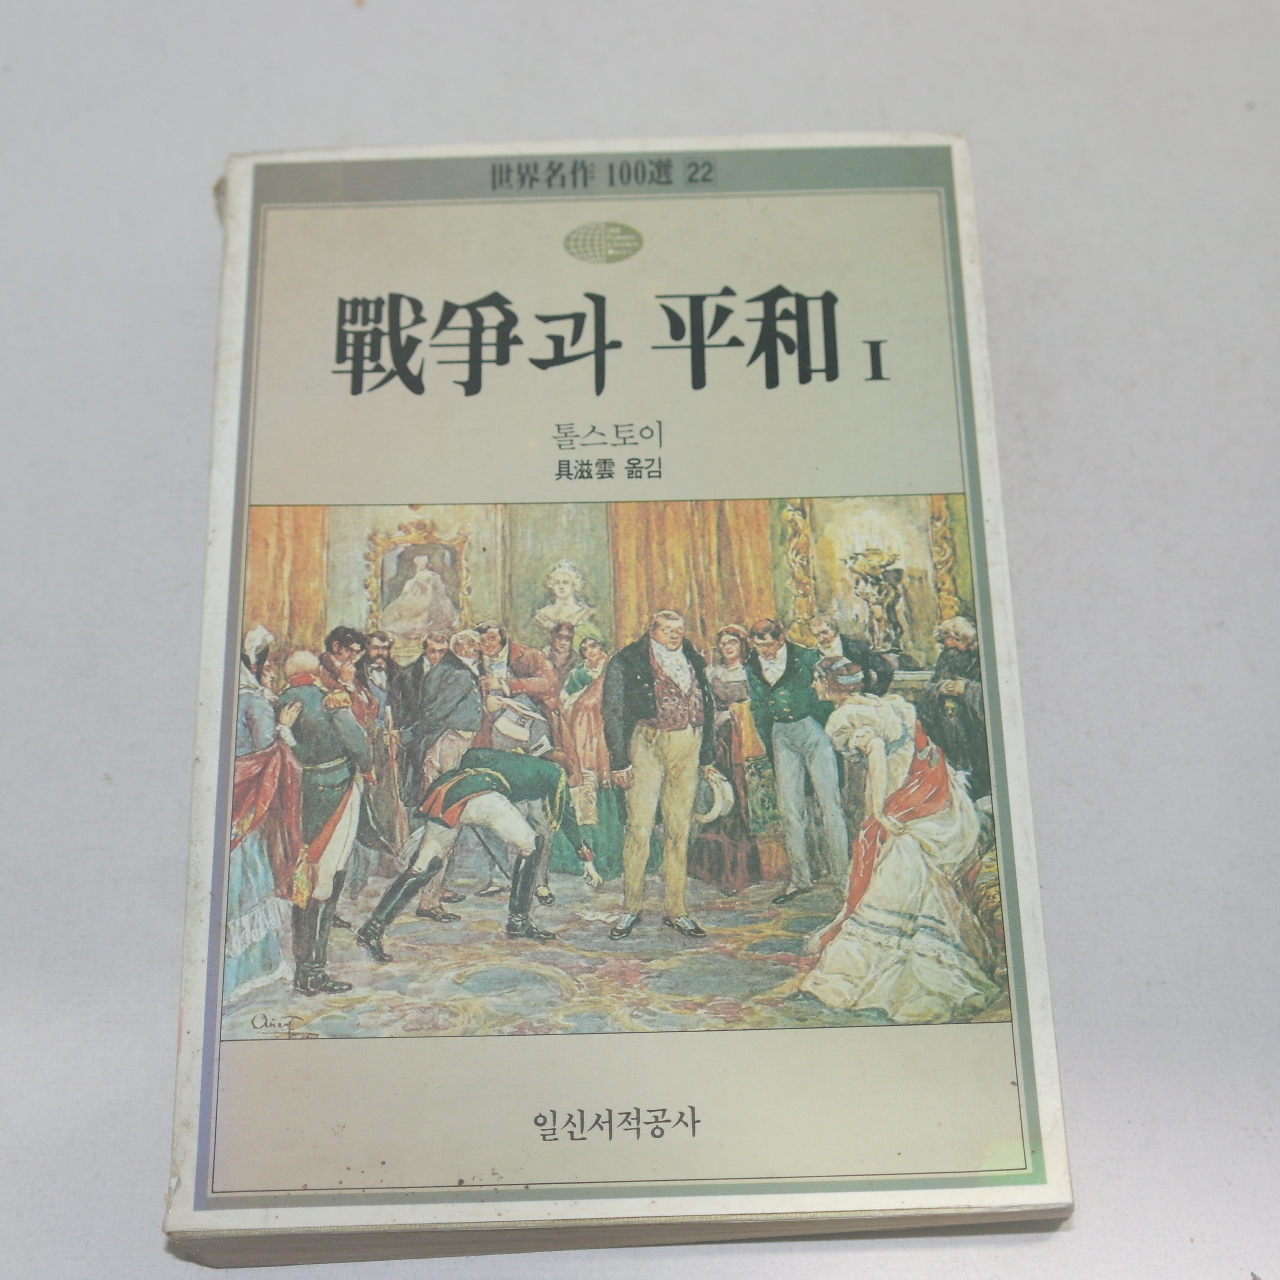 世界名作 100選 22
戰爭과 平和 I
톨스토이
具滋雲 옮김
일신서적공사